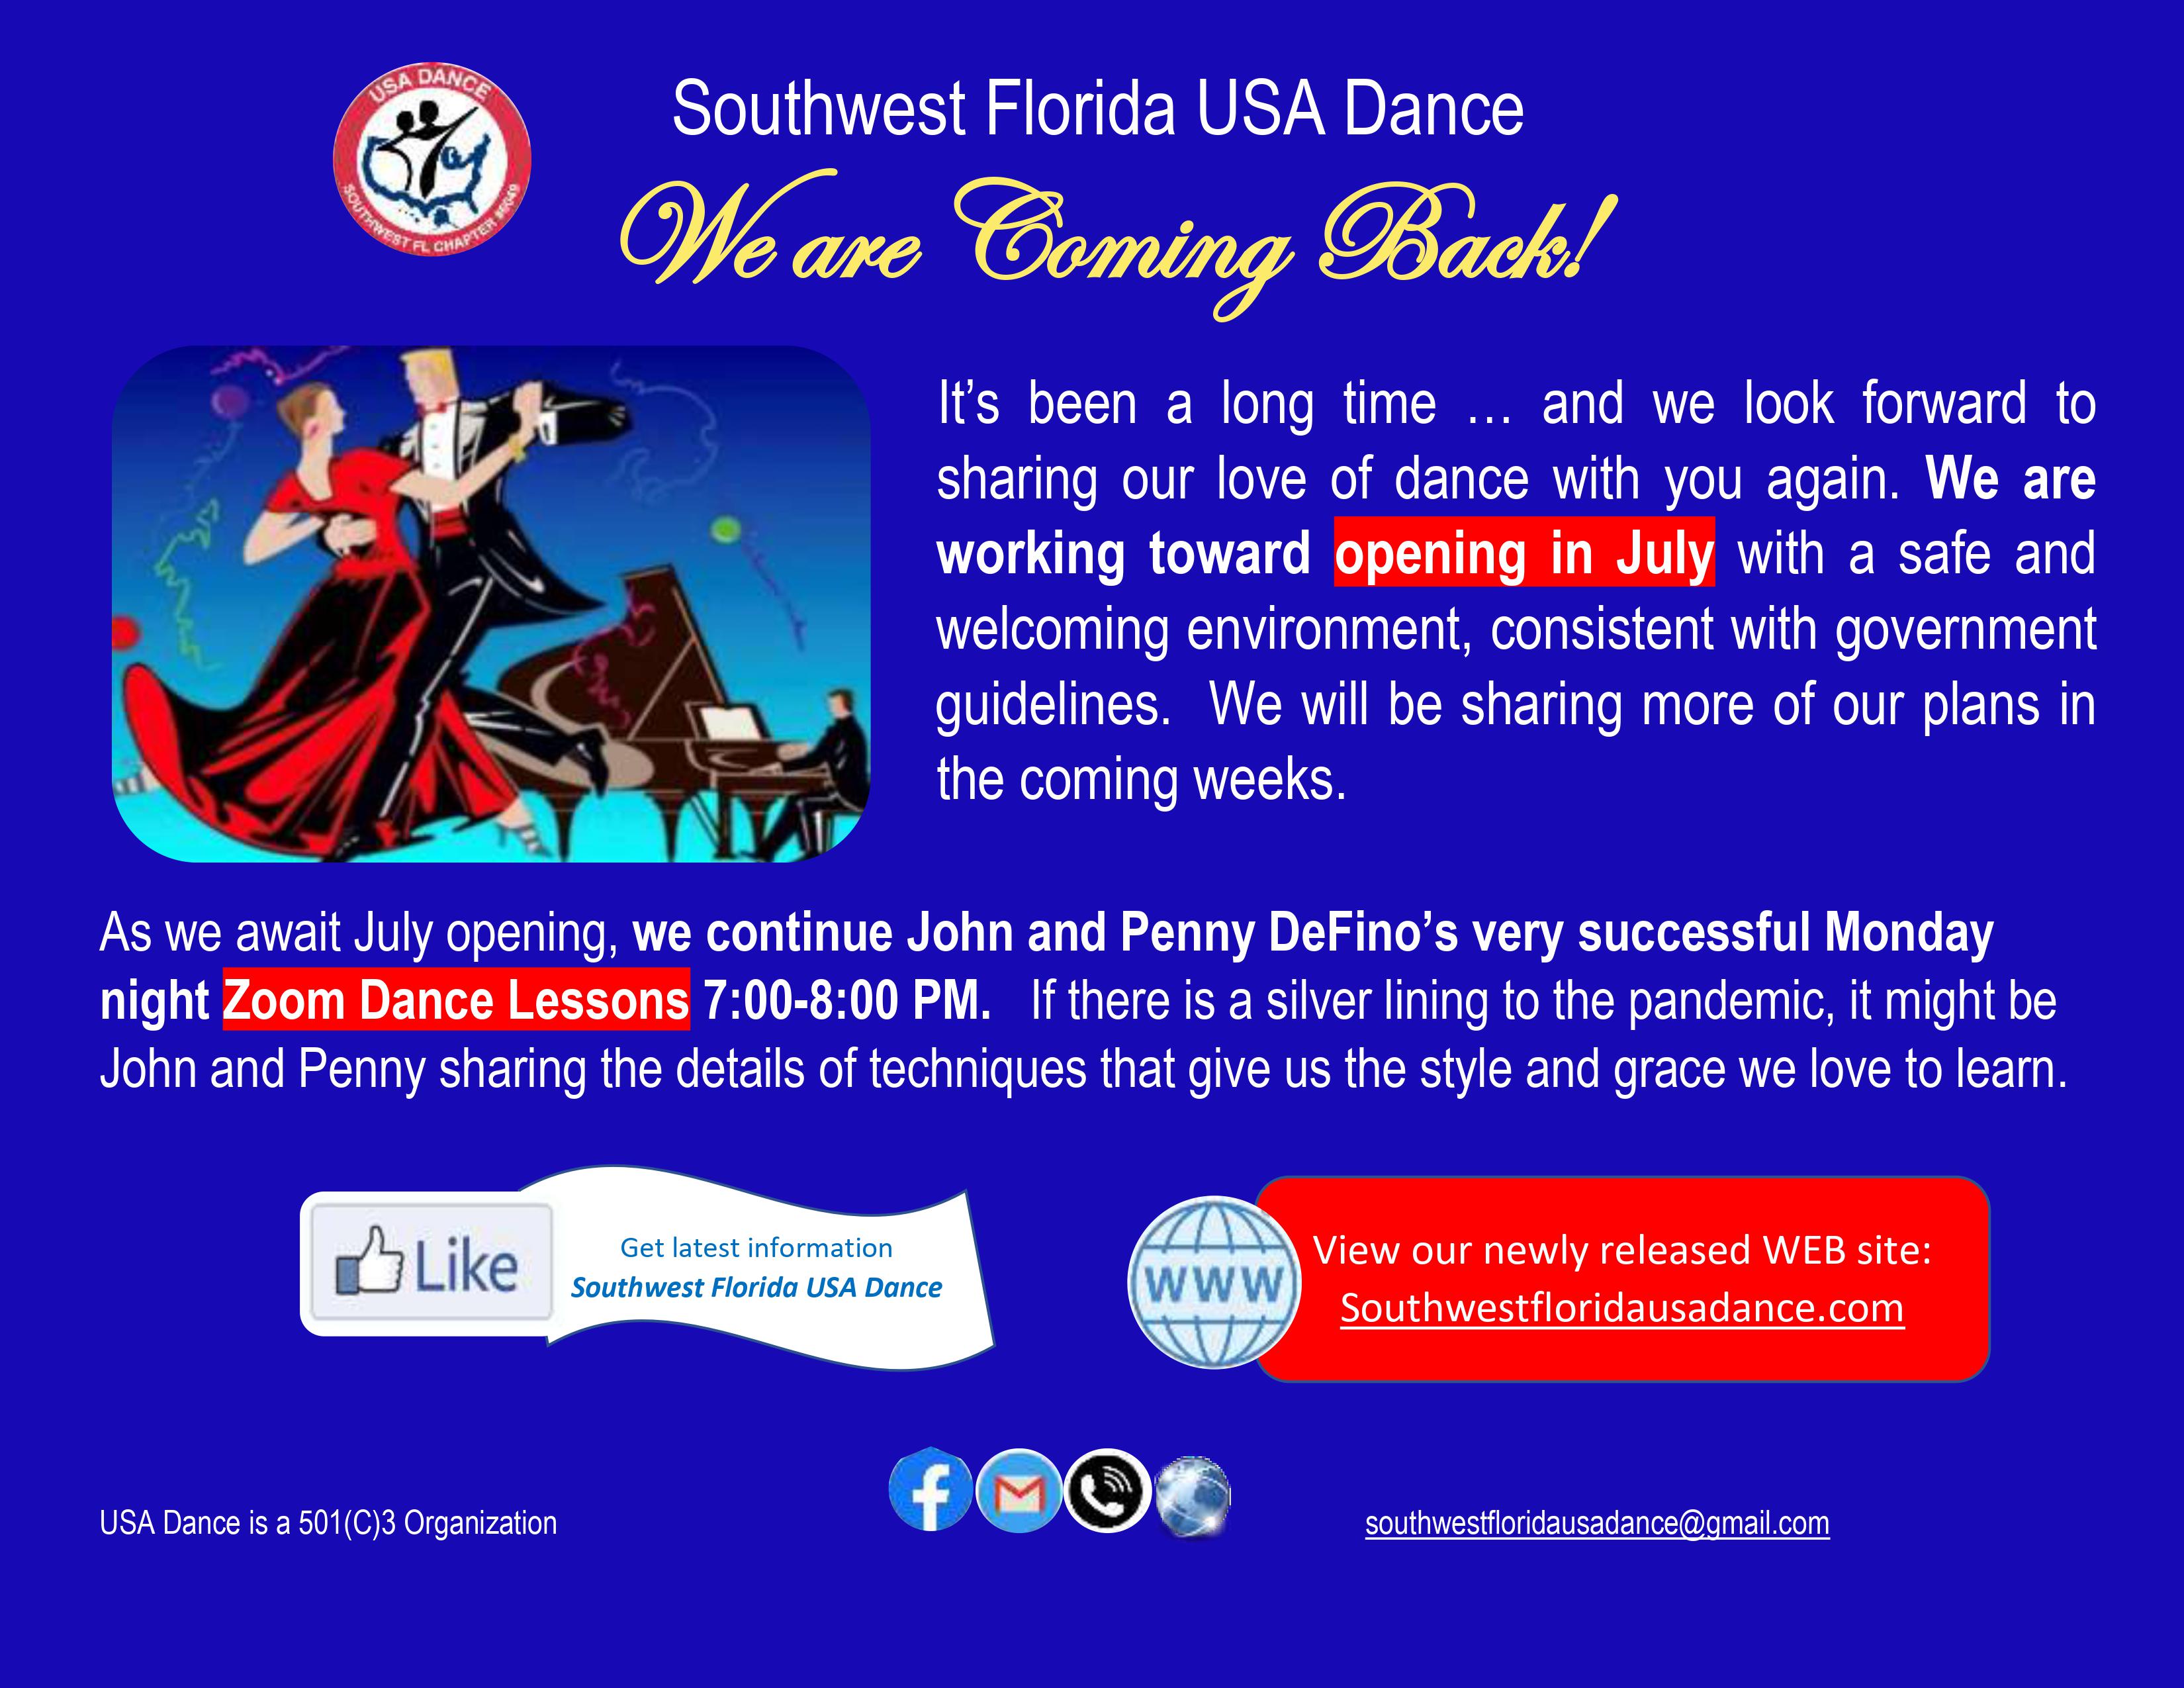 USA DANCE
SOUTHWEST FL CHAPTER #6049
Southwest Florida USA Dance
We are Coming Back!
It’s been a long time … and we look forward to
sharing our love of dance with you again. We are
working toward opening in July with a safe and
welcoming environment, consistent with government
guidelines. We will be sharing more of our plans in
the coming weeks.
As we await July opening, we continue John and Penny DeFino’s very successful Monday
night Zoom Dance Lessons 7:00-8:00 PM. If there is a silver lining to the pandemic, it might be
John and Penny sharing the details of techniques that give us the style and grace we love to learn.
Like
Get latest information
Southwest Florida USA Dance
WWW
View our newly released WEB site:
Southwestfloridausadance.com
USA Dance is a 501(C)3 Organization
southwestfloridausadance@gmail.com